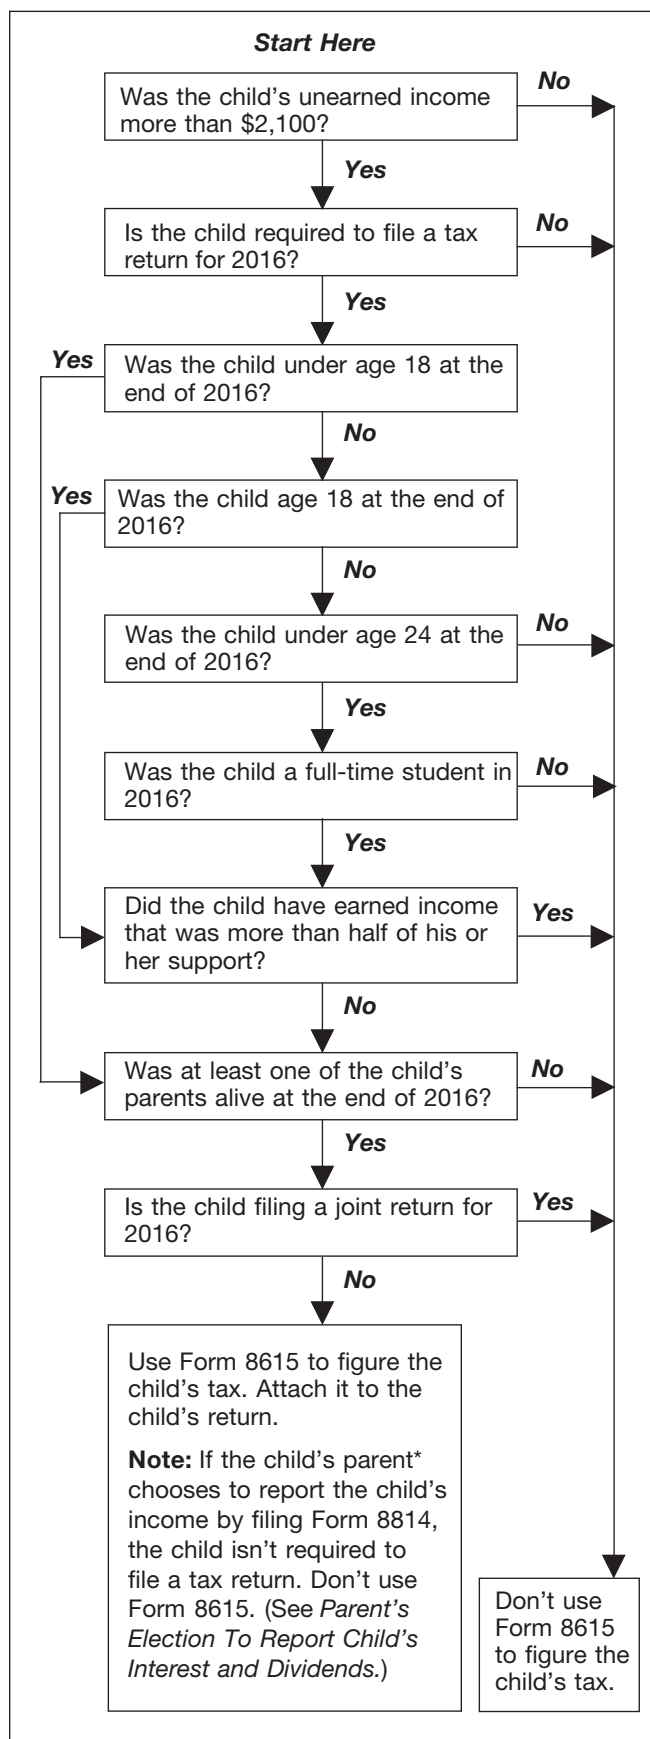 Start Here
Was the child’s unearned income
more than $2,100?
No
Yes
Is the child required to file a tax
return for 2016?
No
Yes
Yes
Was the child under age 18 at the
end of 2016?
No
Yes
Was the child age 18 at the end of
2016?
No
Was the child under age 24 at the
end of 2016?
No
Yes
Was the child a full-time student in
2016?
No
Yes
Did the child have earned income
that was more than half of his or
her support?
Yes
No
Was at least one of the child’s
parents alive at the end of 2016?
No
Yes
Is the child filing a joint return for
2016?
Yes
No
Use Form 8615 to figure the
child’s tax. Attach it to the
child’s return.
Note: If the child’s parent*
chooses to report the child’s
income by filing Form 8814,
the child isn’t required to
file a tax return. Don’t use
Form 8615. (See Parent’s
Election To Report Child’s
Interest and Dividends.)
Don’t use
Form 8615
to figure the
child’s tax.